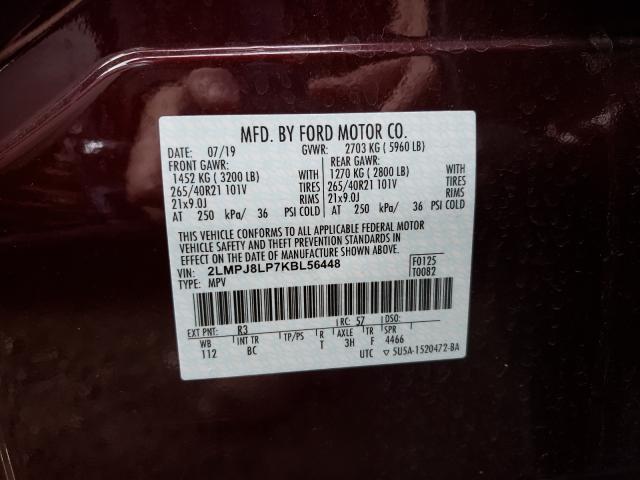 MFD. BY FORD MOTOR CO.
DATE: 07/19 GVWR: 2703 KG ( 5960 LB)
FRONT GAWR: REAR GAWR:
1452 KG ( 3200 LB) WITH 1270 KG ( 2800 LB) WITH
265/40R21 101V TIRES 265/40R21 101V TIRES
21x9.0J RIMS 21x9.0J RIMS
AT 250 kPa/ 36 PSI COLD AT 250 kPa/ 36 PSI COLD
THIS VEHICLE CONFORMS TO ALL APPLICABLE FEDERAL MOTOR
VEHICLE SAFETY AND THEFT PREVENTION STANDARDS IN
EFFECT ON THE DATE OF MANUFACTURE SHOWN ABOVE.
VIN: 2LMPJ8LP7KBL56448 F0125
TYPE: MPV T0082
EXT PNT: R3 RC: 57 DSO:
WB INT TR TP/PS R AXLE TR SPR
112 BC T 3H F 4466
UTC ▽ 5U5A-1520472-BA